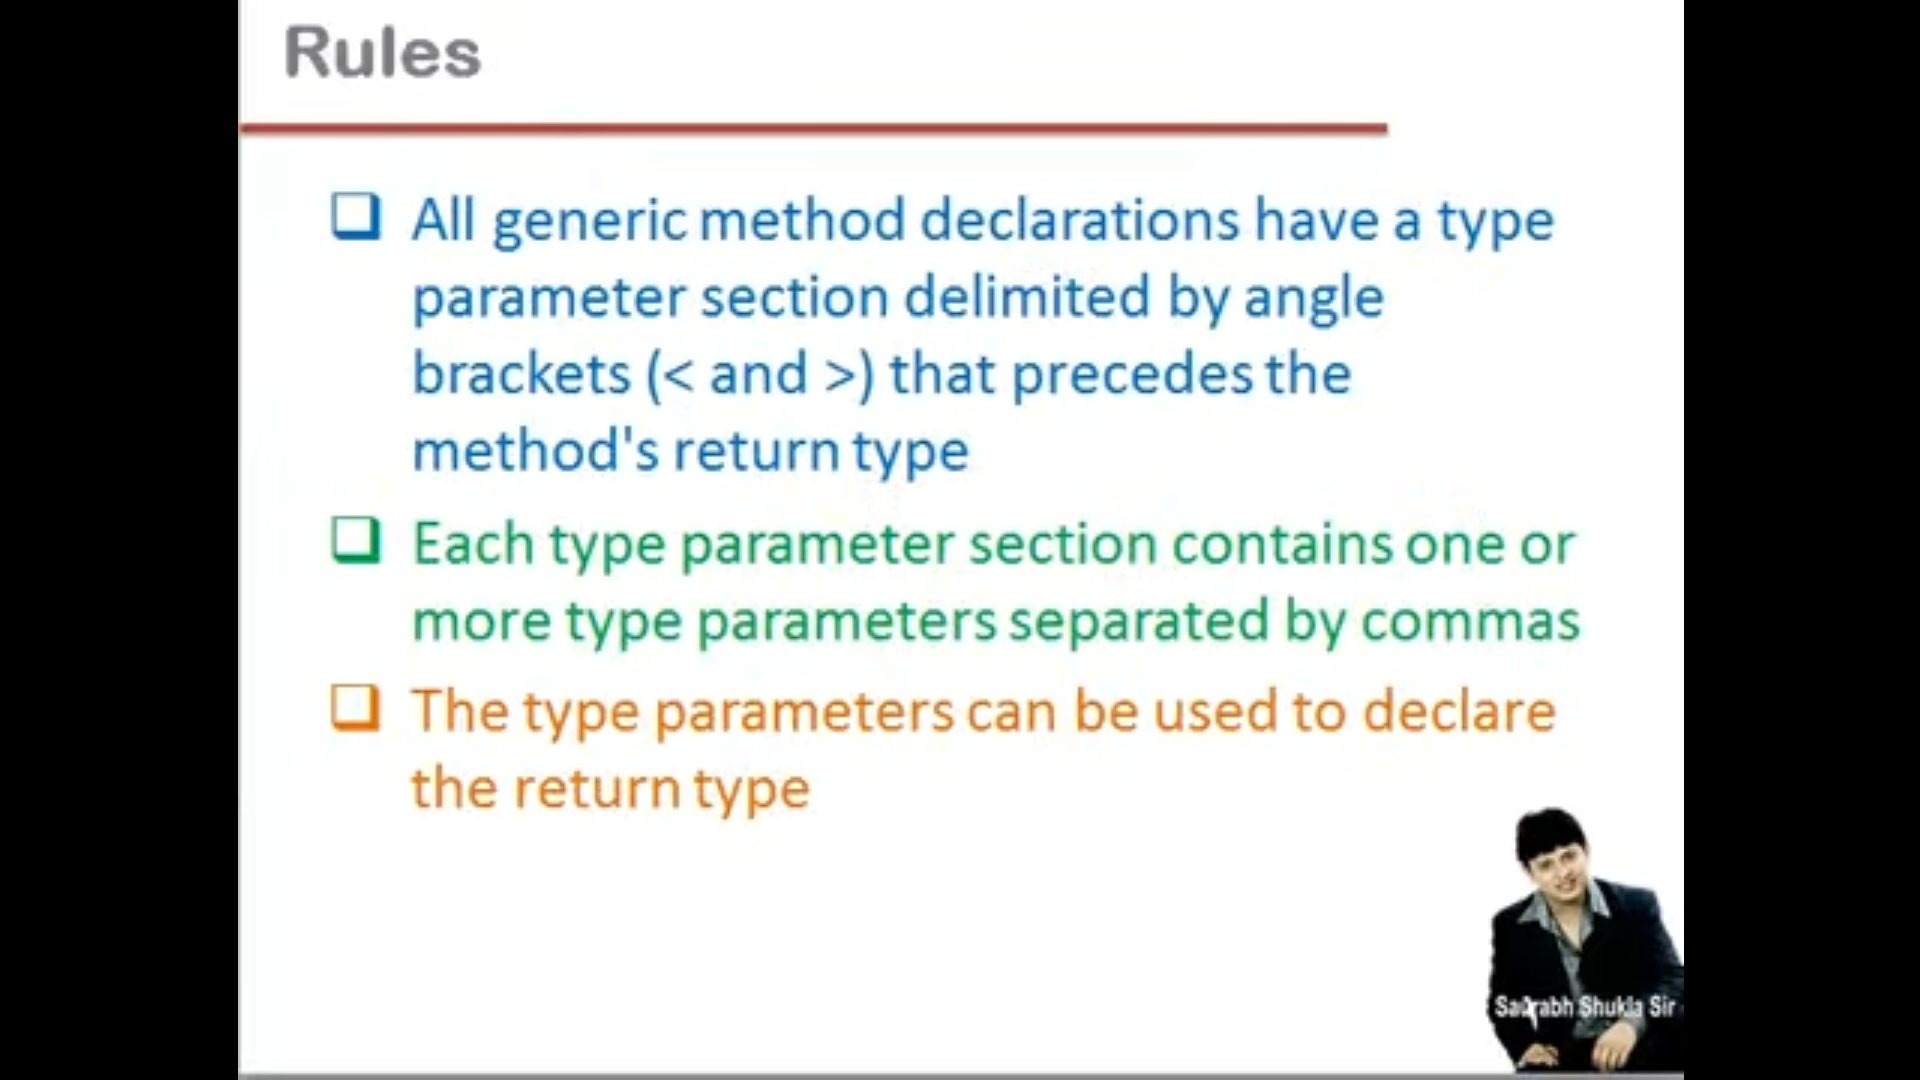 Rules
All generic method declarations have a type
parameter section delimited by angle
brackets (< and >) that precedes the
method's return type
Each type parameter section contains one or
more type parameters separated by commas
The type parameters can be used to declare
the return type
Saurabh Shukla Sir